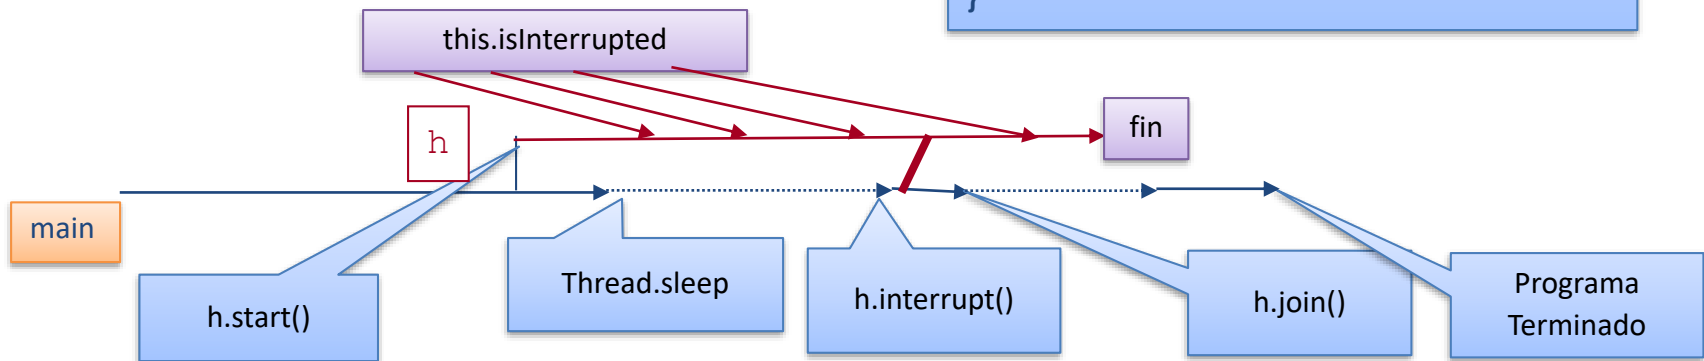 }
this.isInterrupted
h
fin
main
h.start()
Thread.sleep
h.interrupt()
h.join()
Programa
Terminado